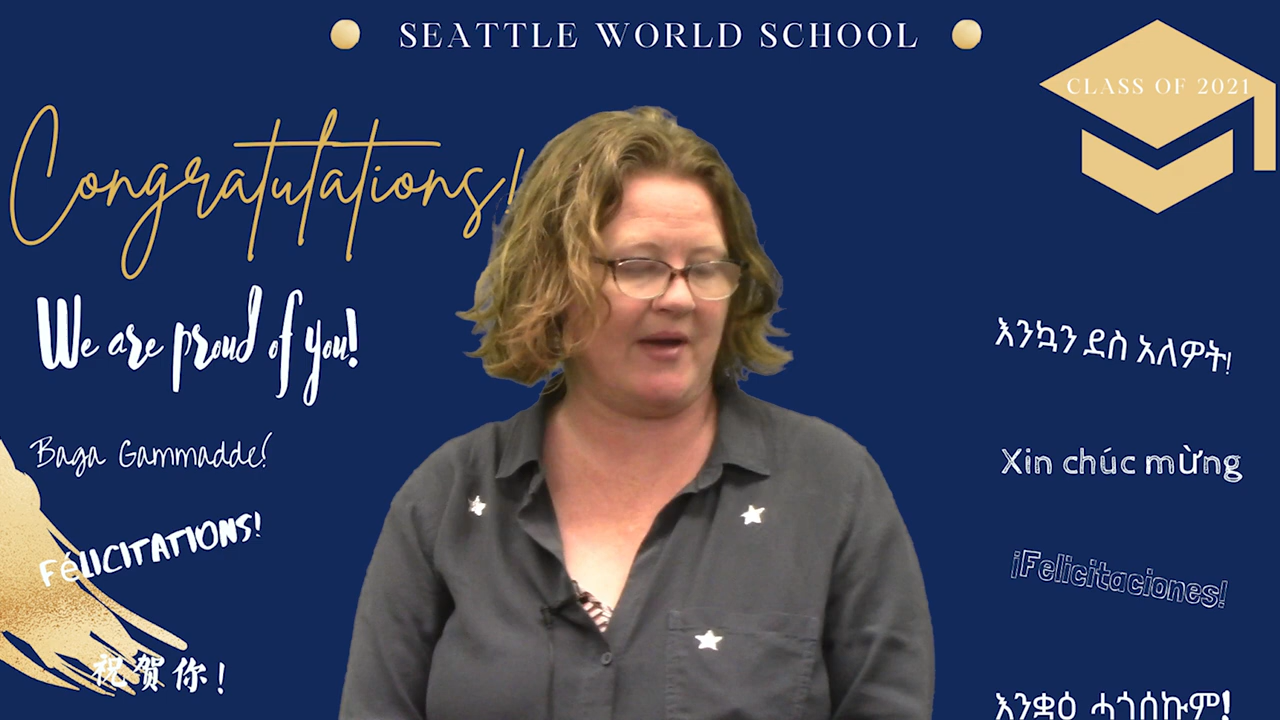 SEATTLE WORLD SCHOOL
CLASS OF 2021
Congratulations!
We are proud of you!
Baga Gammadde!
FéLICITATIONS!
祝贺你!
እንኳን ደስ አለዎት!
Xin chúc mừng
¡Felicitaciones!
እንቋዕ ሓጎሰኩም!